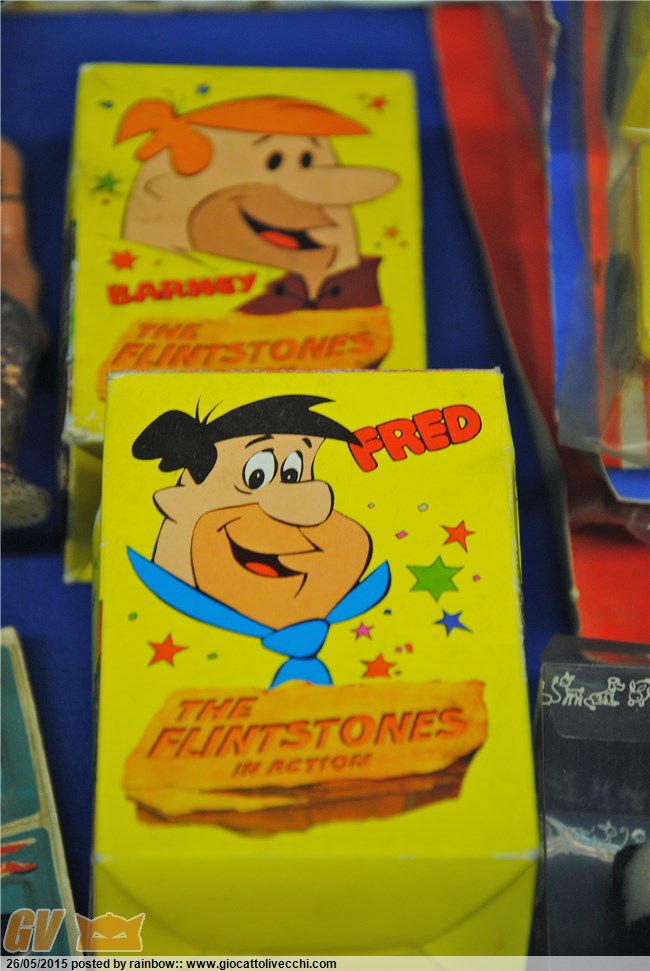 BARNEY
THE
FLINTSTONES
FRED
THE
FLINTSTONES
IN ACTION
GV
26/05/2015 posted by rainbow:: www.giocattolivecchi.com